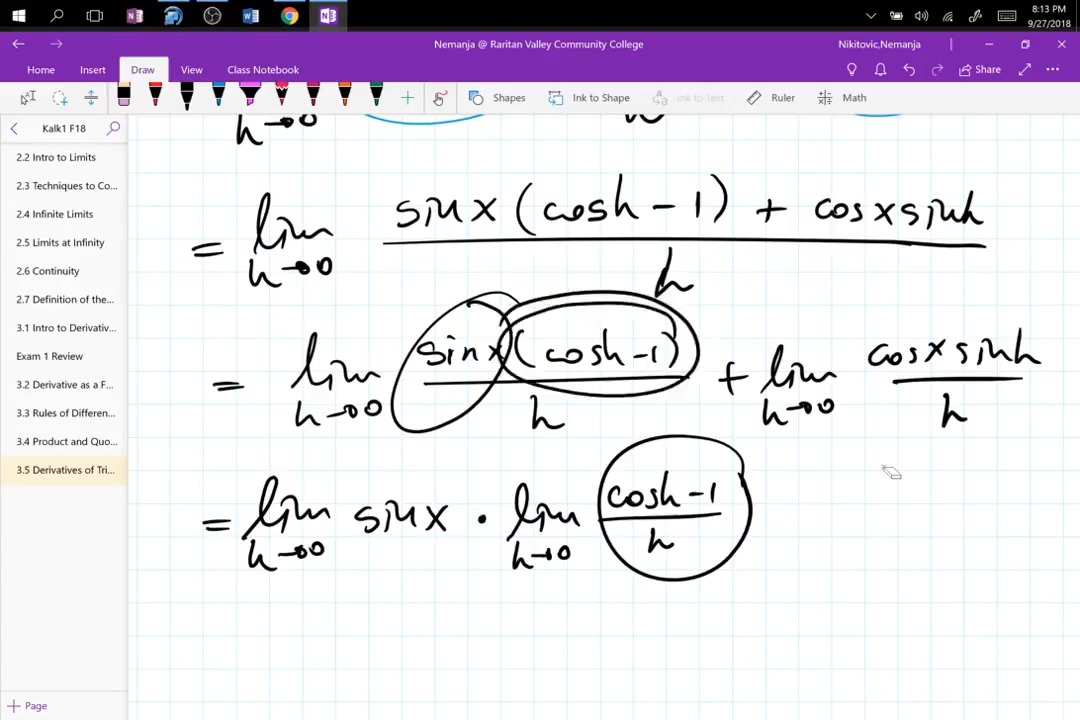 8:13 PM
9/27/2018
Nemanja @ Raritan Valley Community College
Nikitovic,Nemanja
Home Insert Draw View Class Notebook
Share
Shapes Ink to Shape Ink to Text Ruler Math
Kalk1 F18
2.2 Intro to Limits
2.3 Techniques to Co...
2.4 Infinite Limits
2.5 Limits at Infinity
2.6 Continuity
2.7 Definition of the...
3.1 Intro to Derivativ...
Exam 1 Review
3.2 Derivative as a F...
3.3 Rules of Differen...
3.4 Product and Quo...
3.5 Derivatives of Tri...
+ Page
h→0 h
= lim sinx (cosh - 1) + cosx sinh
h→0 h
= lim sinx (cosh - 1) + lim cosx sinh
h→0 h h→0 h
= lim sinx · lim cosh - 1
h→0 h→0 h